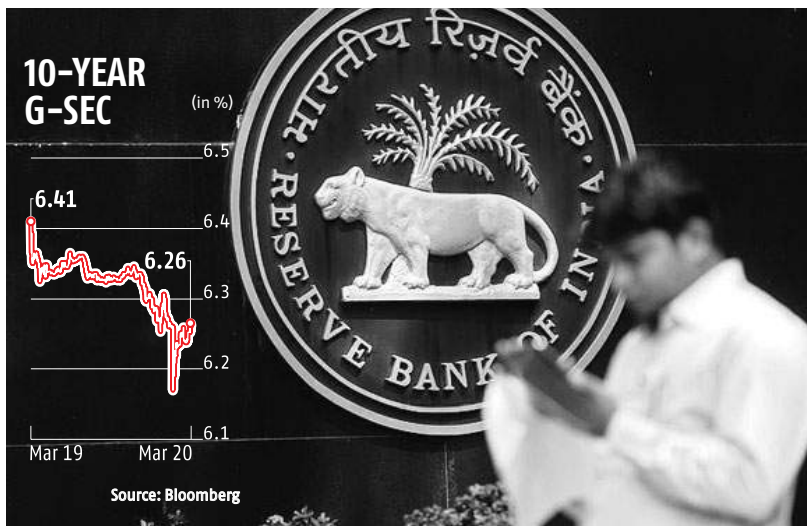 10-YEAR
G-SEC
(in %)
6.5
6.41
6.4
6.26
6.3
6.2
6.1
Mar 19
Mar 20
Source: Bloomberg
भारतीय रिज़र्व बैंक
RESERVE BANK OF IN